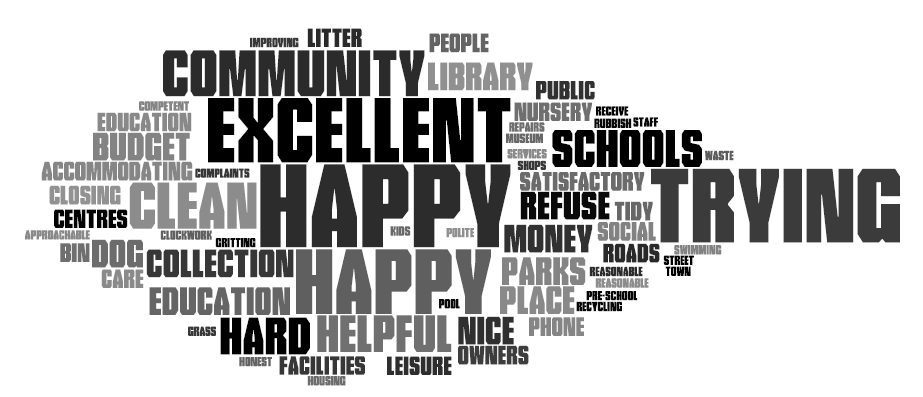 IMPROVING LITTER PEOPLE
COMMUNITY LIBRARY PUBLIC
COMPETENT EXCELLENT NURSERY RECEIVE
EDUCATION REPAIRS RUBBISH STAFF
BUDGET MUSEUM SCHOOLS
SERVICES WASTE
ACCOMMODATING COMPLAINTS HAPPY SHOPS
SATISFACTORY TRYING
CLOSING CLEAN REFUSE TIDY
CENTRES
APPROACHABLE CLOCKWORK KIDS POLITE MONEY SOCIAL
BIN DOG GRITTING ROADS SWIMMING
COLLECTION HAPPY PARKS STREET
CARE REASONABLE TOWN
REASONABLE
EDUCATION POOL PLACE PRE-SCHOOL
RECYCLING
GRASS HARD HELPFUL NICE PHONE
HONEST FACILITIES LEISURE OWNERS
HOUSING